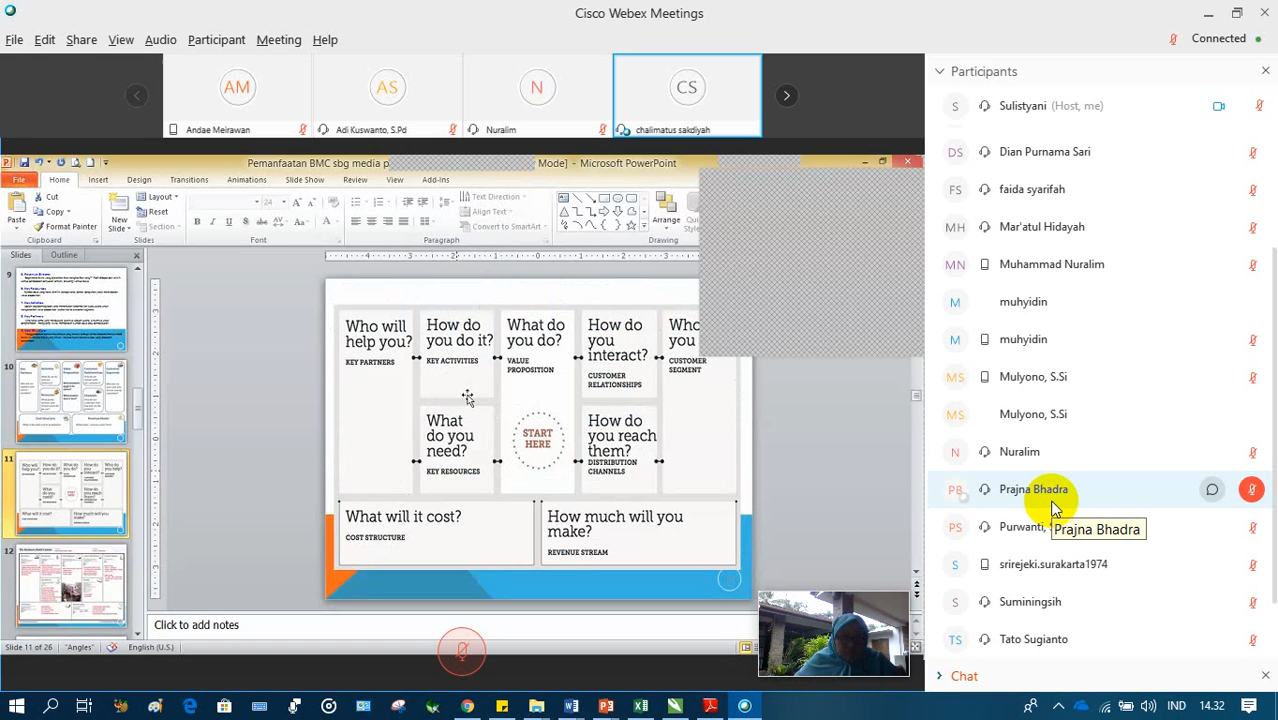 Cisco Webex Meetings
File Edit Share View Audio Participant Meeting Help
Connected
AM
AS
N
CS
Andae Meirawan
Adi Kuswanto, S.Pd
Nuralim
chalimatus sakdiyah
Participants
S Sulistyani (Host, me)
DS Dian Purnama Sari
FS faida syarifah
MH Mar'atul Hidayah
MN Muhammad Nuralim
M muhyidin
M muhyidin
MS Mulyono, S.Si
MS Mulyono, S.Si
N Nuralim
PB Prajna Bhadra
PS Purwanti,
Prajna Bhadra
S srirejeki.surakarta1974
S Suminingsih
TS Tato Sugianto
Chat
Pemanfaatan BMC sbg media p
Mode] - Microsoft PowerPoint
File Home Insert Design Transitions Animations Slide Show Review View Add-Ins
Paste
Cut
Copy
Format Painter
Clipboard
New
Slide
Layout
Reset
Section
Slides
Font
Text Direction
Align Text
Convert to SmartArt
Paragraph
Arrange
Drawing
Slides Outline
9
10
11
12
Who will
help you?
KEY PARTNERS
How do
you do it?
KEY ACTIVITIES
What do
you do?
VALUE
PROPOSITION
How do
you
interact?
CUSTOMER
RELATIONSHIPS
CUSTOMER
SEGMENT
What
do you
need?
KEY RESOURCES
START
HERE
How do
you reach
them?
DISTRIBUTION
CHANNELS
What will it cost?
COST STRUCTURE
How much will you
make?
REVENUE STREAM
Click to add notes
Slide 11 of 26 "Angles" English (U.S.)
IND 14.32